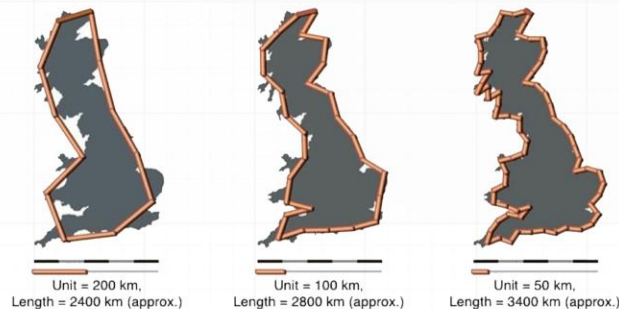 Unit = 200 km,
Length = 2400 km (approx.)
Unit = 100 km,
Length = 2800 km (approx.)
Unit = 50 km,
Length = 3400 km (approx.)